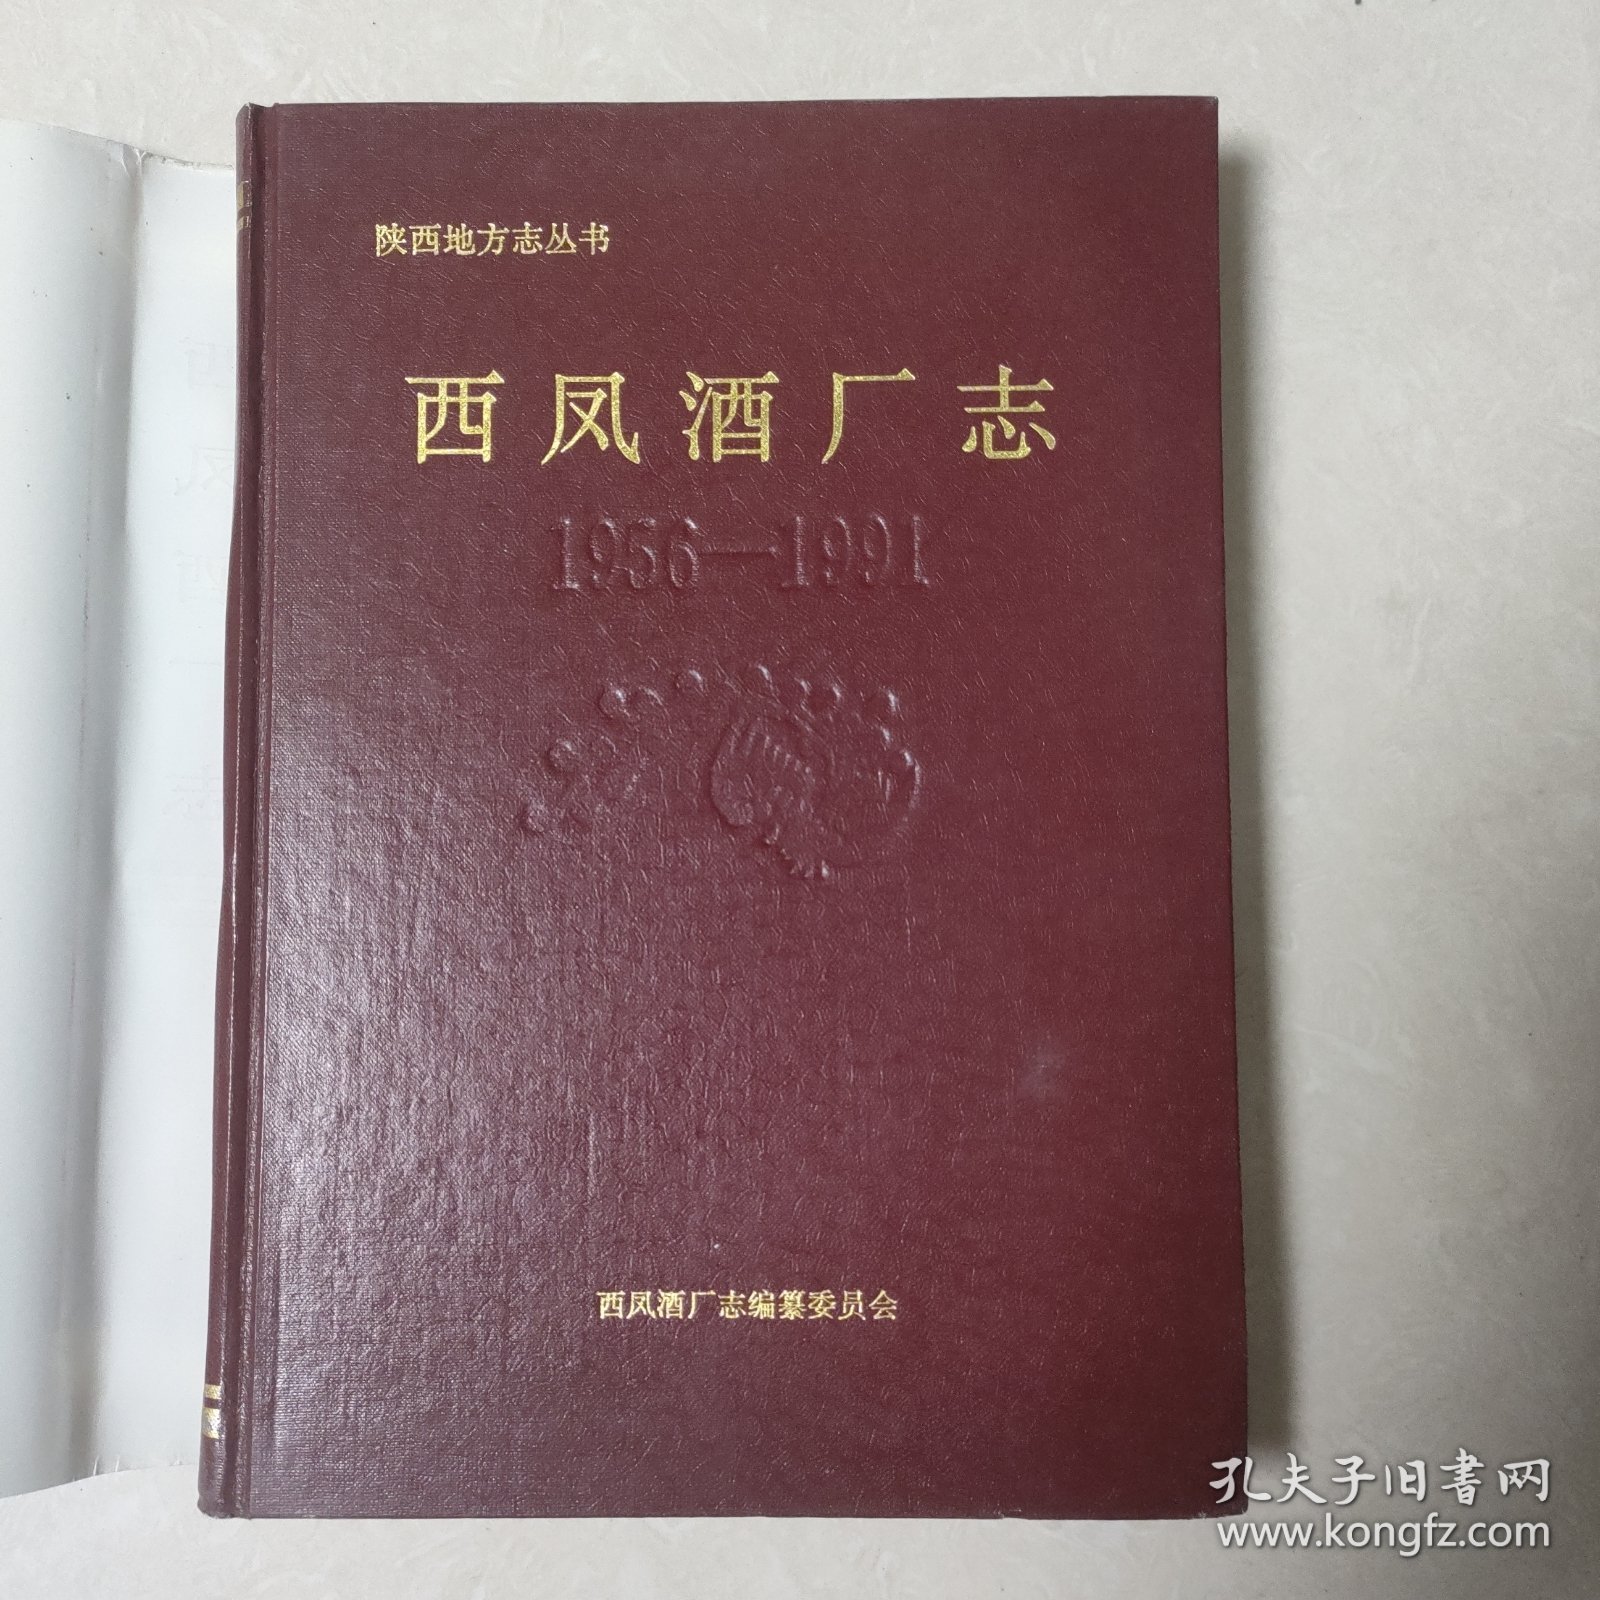 陕西地方志丛书
西凤酒厂志
1956—1991
西凤酒厂志编纂委员会
孔夫子旧書网
www.kongfz.com